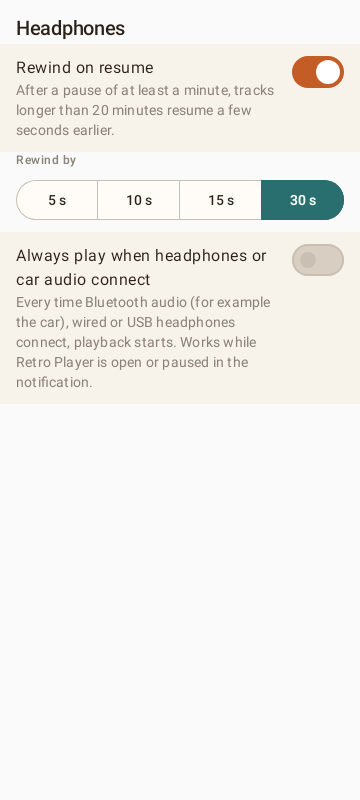 Headphones
Rewind on resume
After a pause of at least a minute, tracks
longer than 20 minutes resume a few
seconds earlier.
Rewind by
5 s
10 s
15 s
30 s
Always play when headphones or
car audio connect
Every time Bluetooth audio (for example
the car), wired or USB headphones
connect, playback starts. Works while
Retro Player is open or paused in the
notification.